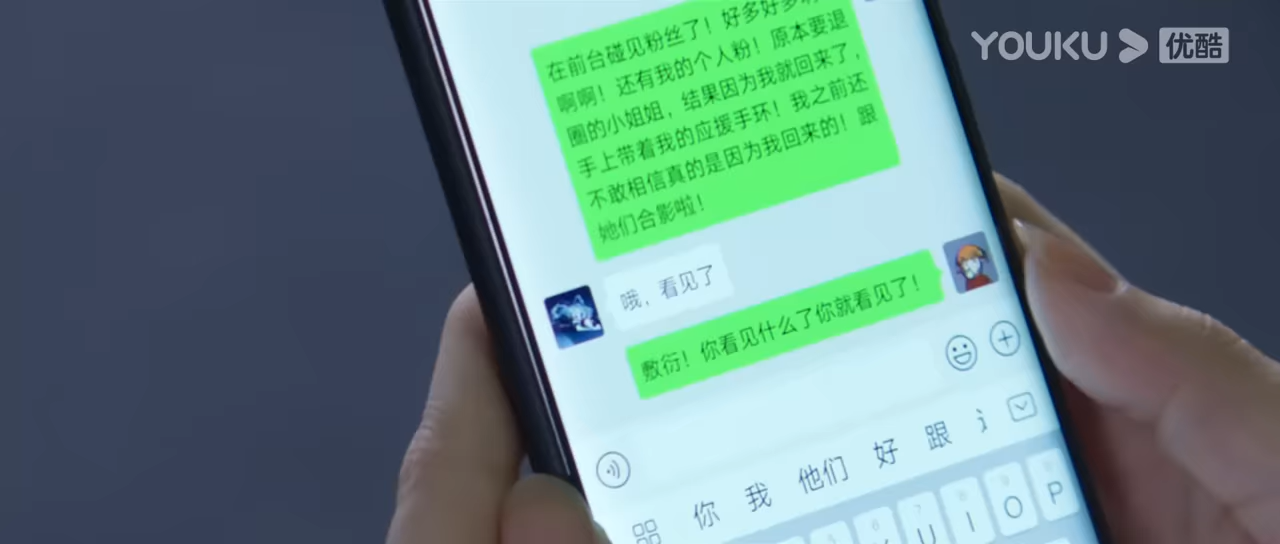 YOUKU 优酷
在前台碰见粉丝了！好多好多
啊啊！还有我的个人粉！原本要退
圈的小姐姐，结果因为我就回来了，
手上带着我的应援手环！我之前还
不敢相信真的是因为我回来的！跟
她们合影啦！
哦，看见了
敷衍！你看见什么了你就看见了！
你 我 他们 好 跟
U I O P